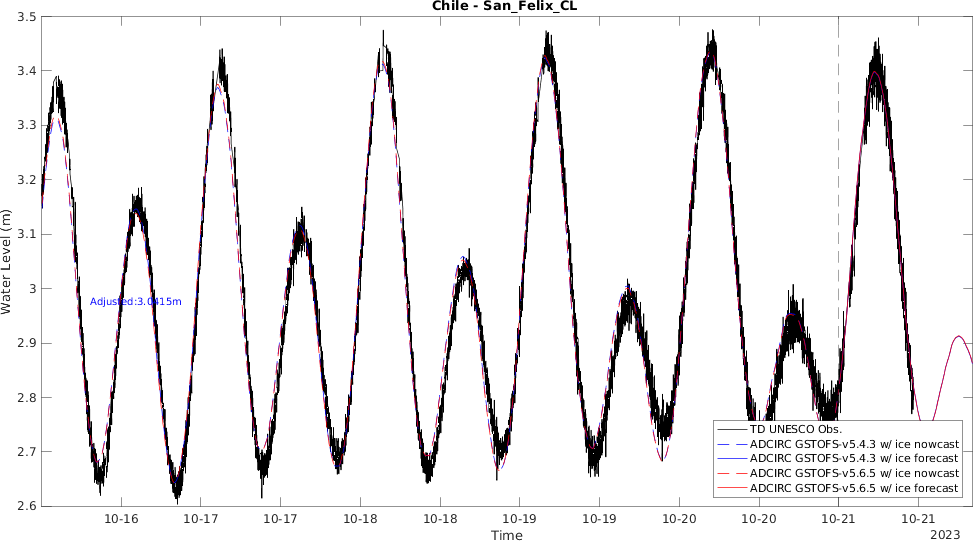 Chile - San_Felix_CL
3.5
3.4
3.3
3.2
3.1
3
2.9
2.8
2.7
2.6
Water Level (m)
Adjusted:3.0415m
TD UNESCO Obs.
ADCIRC GSTOFS-v5.4.3 w/ ice nowcast
ADCIRC GSTOFS-v5.4.3 w/ ice forecast
ADCIRC GSTOFS-v5.6.5 w/ ice nowcast
ADCIRC GSTOFS-v5.6.5 w/ ice forecast
10-16 10-17 10-17 10-18 10-18 10-19 10-19 10-20 10-20 10-21 10-21
2023
Time